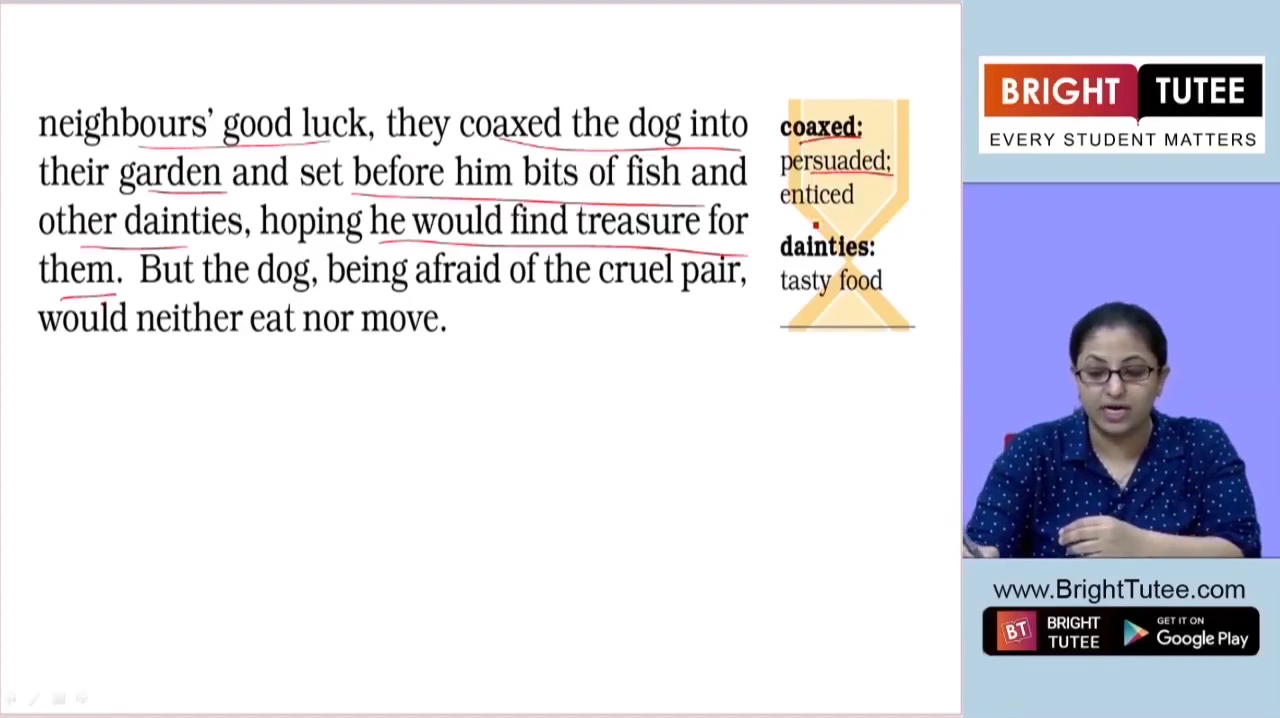 neighbours’ good luck, they coaxed the dog into
their garden and set before him bits of fish and
other dainties, hoping he would find treasure for
them. But the dog, being afraid of the cruel pair,
would neither eat nor move.
coaxed:
persuaded;
enticed
dainties:
tasty food
BRIGHT TUTEE
EVERY STUDENT MATTERS
www.BrightTutee.com
BT
BRIGHT
TUTEE
GET IT ON
Google Play